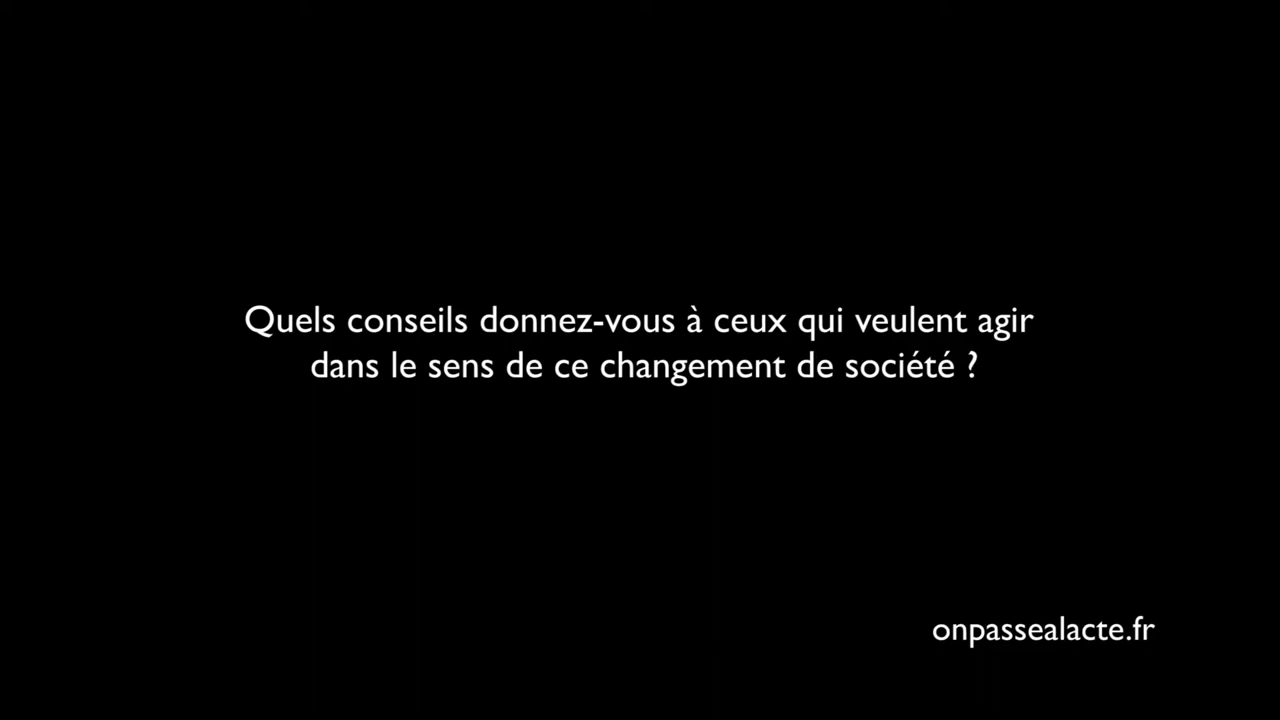 Quels conseils donnez-vous à ceux qui veulent agir
dans le sens de ce changement de société ?
onpassealacte.fr